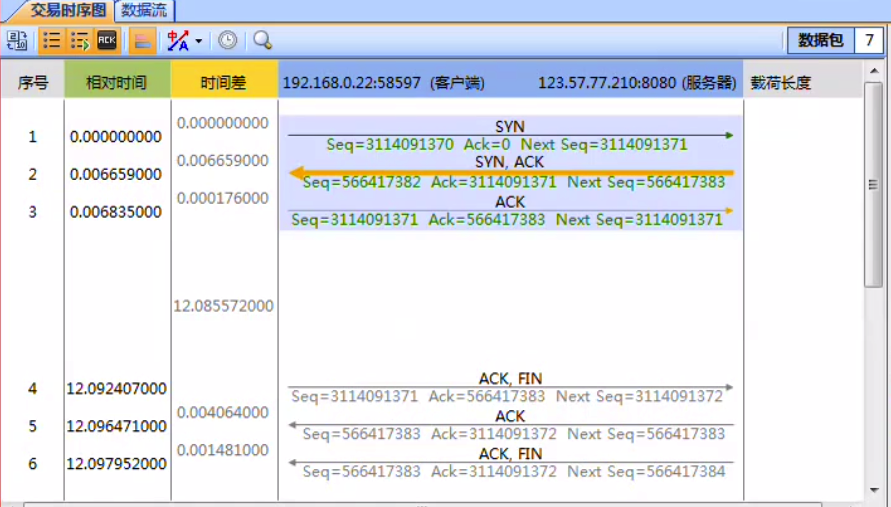 交易时序图 数据流
ACK
数据包 7
序号 相对时间 时间差 192.168.0.22:58597 (客户端) 123.57.77.210:8080 (服务器) 载荷长度
0.000000000
SYN
1 0.000000000
Seq=3114091370 Ack=0 Next Seq=3114091371
0.006659000
SYN, ACK
2 0.006659000
Seq=566417382 Ack=3114091371 Next Seq=566417383
0.000176000
ACK
3 0.006835000
Seq=3114091371 Ack=566417383 Next Seq=3114091371
12.085572000
ACK, FIN
4 12.092407000
Seq=3114091371 Ack=566417383 Next Seq=3114091372
0.004064000
ACK
5 12.096471000
Seq=566417383 Ack=3114091372 Next Seq=566417383
0.001481000
ACK, FIN
6 12.097952000
Seq=566417383 Ack=3114091372 Next Seq=566417384